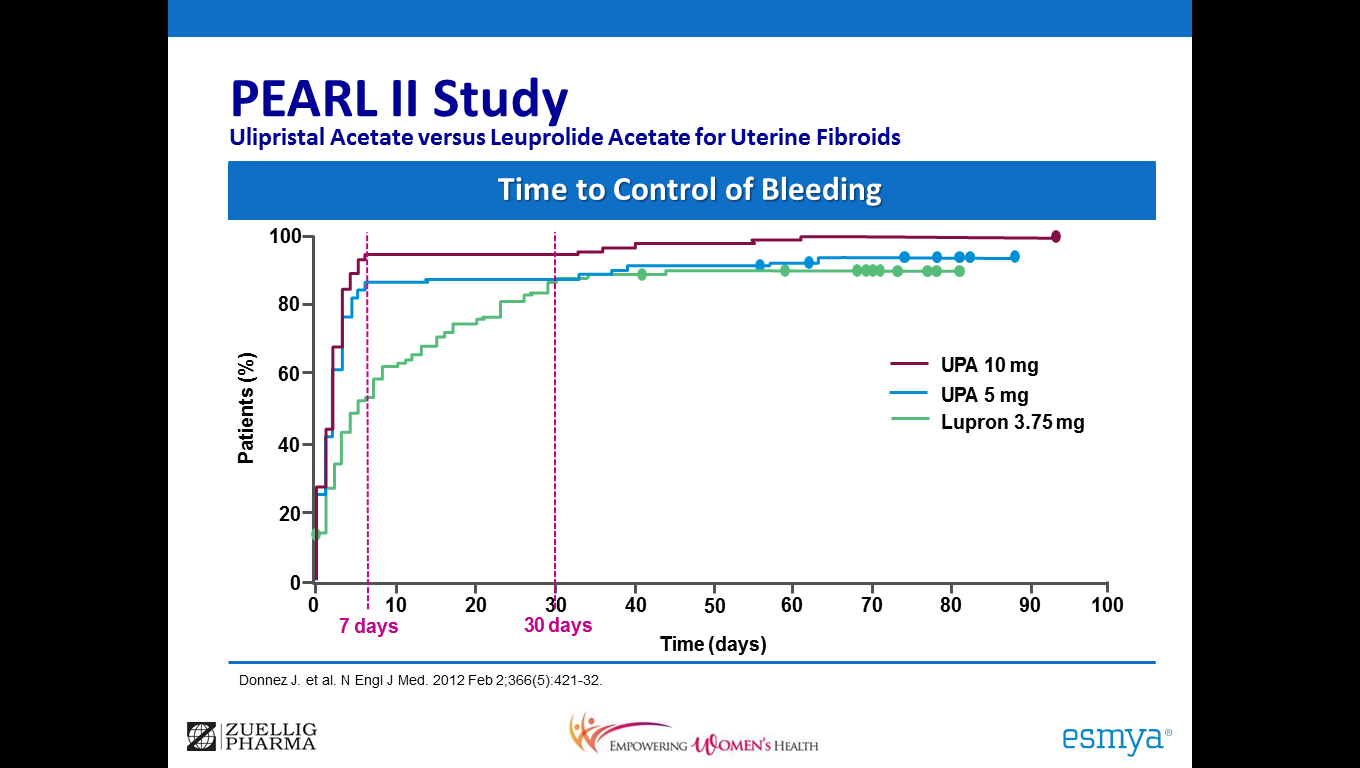 PEARL II Study
Ulipristal Acetate versus Leuprolide Acetate for Uterine Fibroids
Time to Control of Bleeding
100
80
60
40
20
0
Patients (%)
UPA 10 mg
UPA 5 mg
Lupron 3.75 mg
0 10 20 30 40 50 60 70 80 90 100
7 days 30 days
Time (days)
Donnez J. et al. N Engl J Med. 2012 Feb 2;366(5):421-32.
ZUELLIG
PHARMA
EMPOWERING WOMEN'S HEALTH
esmya®